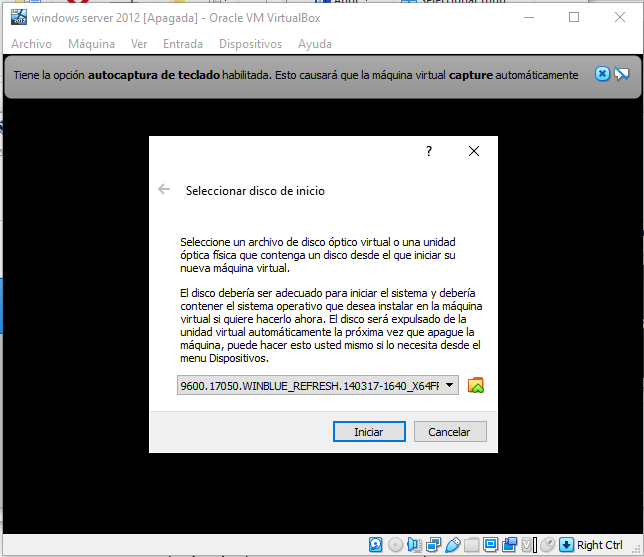 windows server 2012 [Apagada] - Oracle VM VirtualBox
Archivo Máquina Ver Entrada Dispositivos Ayuda
Tiene la opción autocaptura de teclado habilitada. Esto causará que la máquina virtual capture automáticamente
?
Seleccionar disco de inicio
Seleccione un archivo de disco óptico virtual o una unidad
óptica física que contenga un disco desde el que iniciar su
nueva máquina virtual.
El disco debería ser adecuado para iniciar el sistema y debería
contener el sistema operativo que desea instalar en la máquina
virtual si quiere hacerlo ahora. El disco será expulsado de la
unidad virtual automáticamente la próxima vez que apague la
máquina, puede hacer esto usted mismo si lo necesita desde el
menu Dispositivos.
9600.17050.WINBLUE_REFRESH.140317-1640_X64FR
Iniciar Cancelar
Right Ctrl